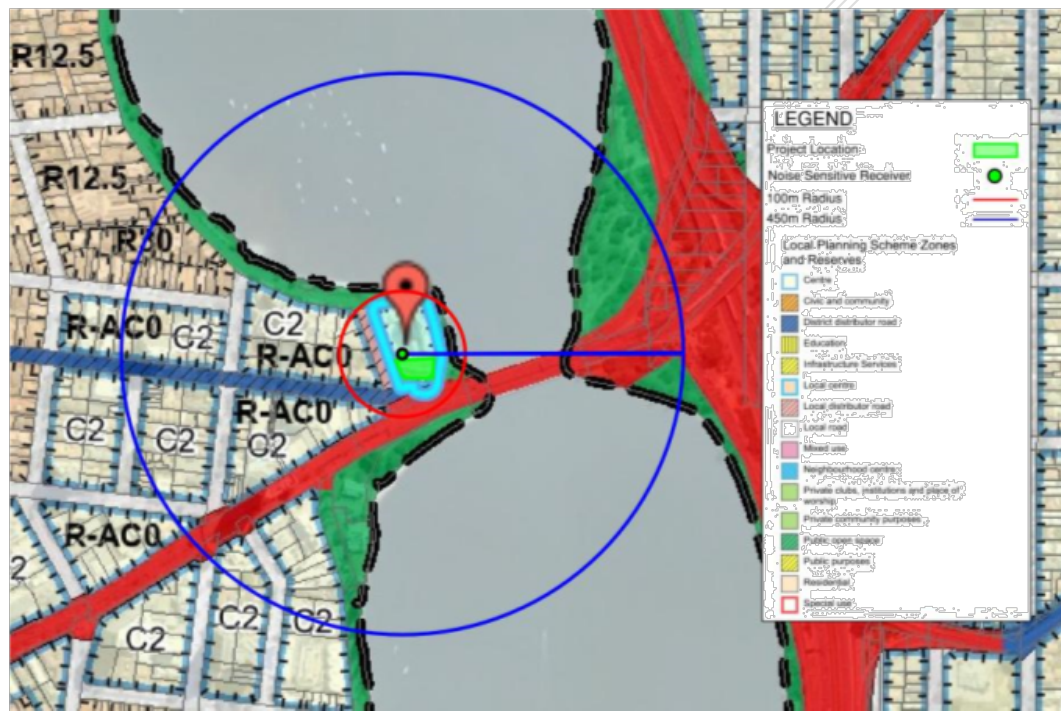 R12.5
R12.5
R30
R-AC0
C2
C2
R-AC0
R-AC0
C2
C2
C2
R-AC0
2
C2
C2
C2
LEGEND
Project Location
Noise Sensitive Receiver
100m Radius
450m Radius
Local Planning Scheme Zones
and Reserves
Centre
Civic and community
District distributor road
Education
Infrastructure Services
Local centre
Local distributor road
Local road
Mixed use
Neighbourhood centre
Private clubs, institutions and place of
worship
Private community purposes
Public open space
Public purposes
Residential
Special use